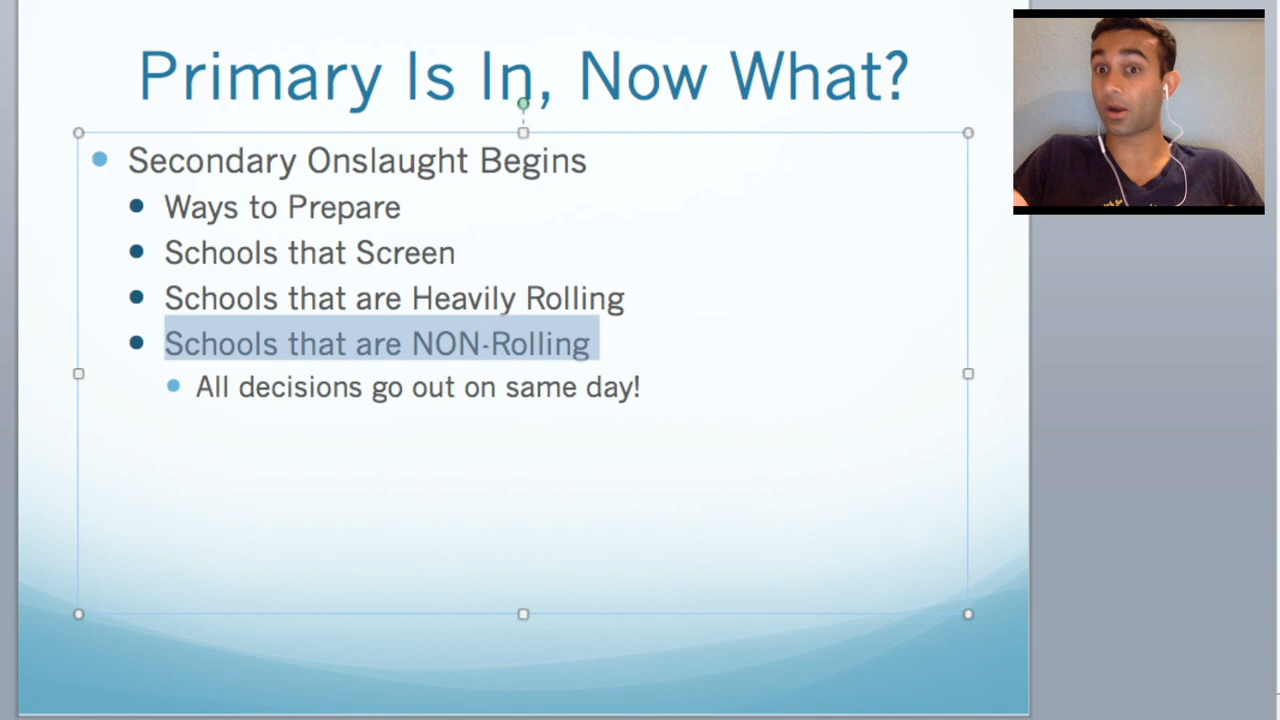 Primary Is In, Now What?
Secondary Onslaught Begins
Ways to Prepare
Schools that Screen
Schools that are Heavily Rolling
Schools that are NON-Rolling
All decisions go out on same day!